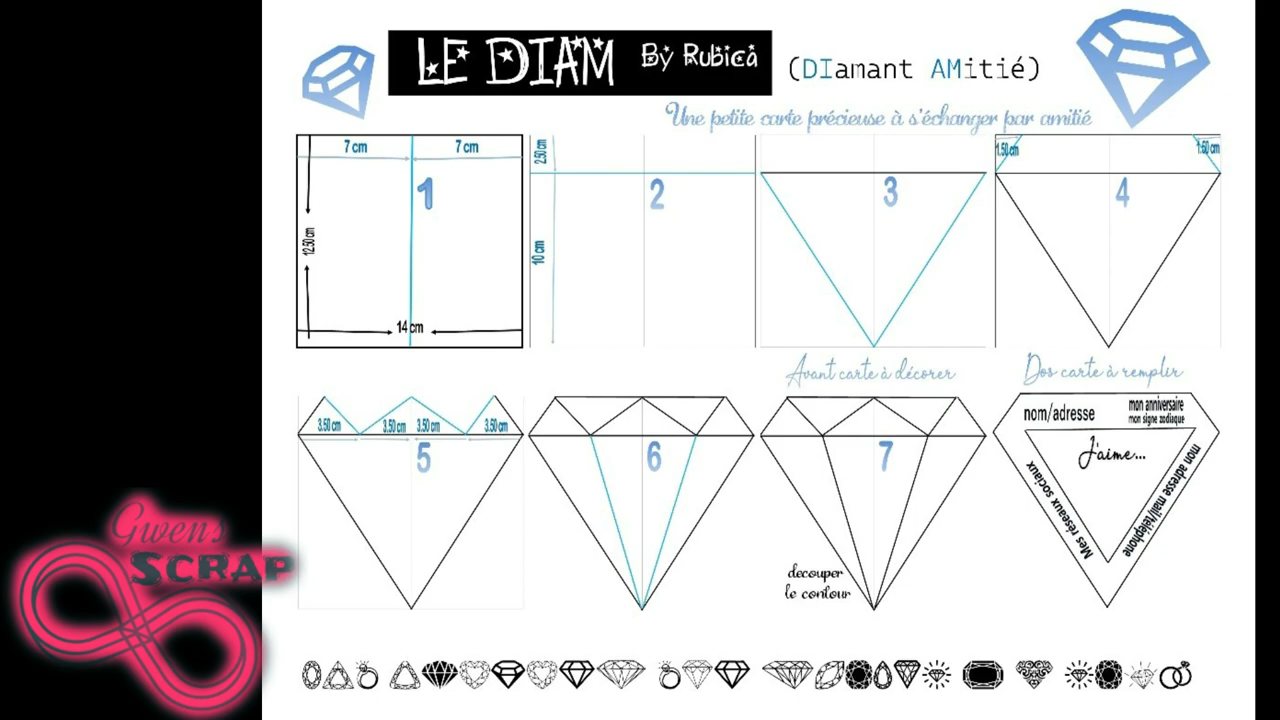 LE DIAM By Rubica
(DIamant AMitié)
Une petite carte précieuse à s'échanger par amitié
7 cm 7 cm
1
12.50 cm
14 cm
2.50 cm
2
10 cm
3
1.50 cm 1.50 cm
4
Avant carte à décorer
Dos carte à remplir
3.50 cm 3.50 cm 3.50 cm 3.50 cm
5
6
7
decouper
le contour
nom/adresse
mon anniversaire
mon signe zodiaque
J'aime...
Mes réseaux sociaux
mon adresse mail/téléphone
Gwens
SCRAP